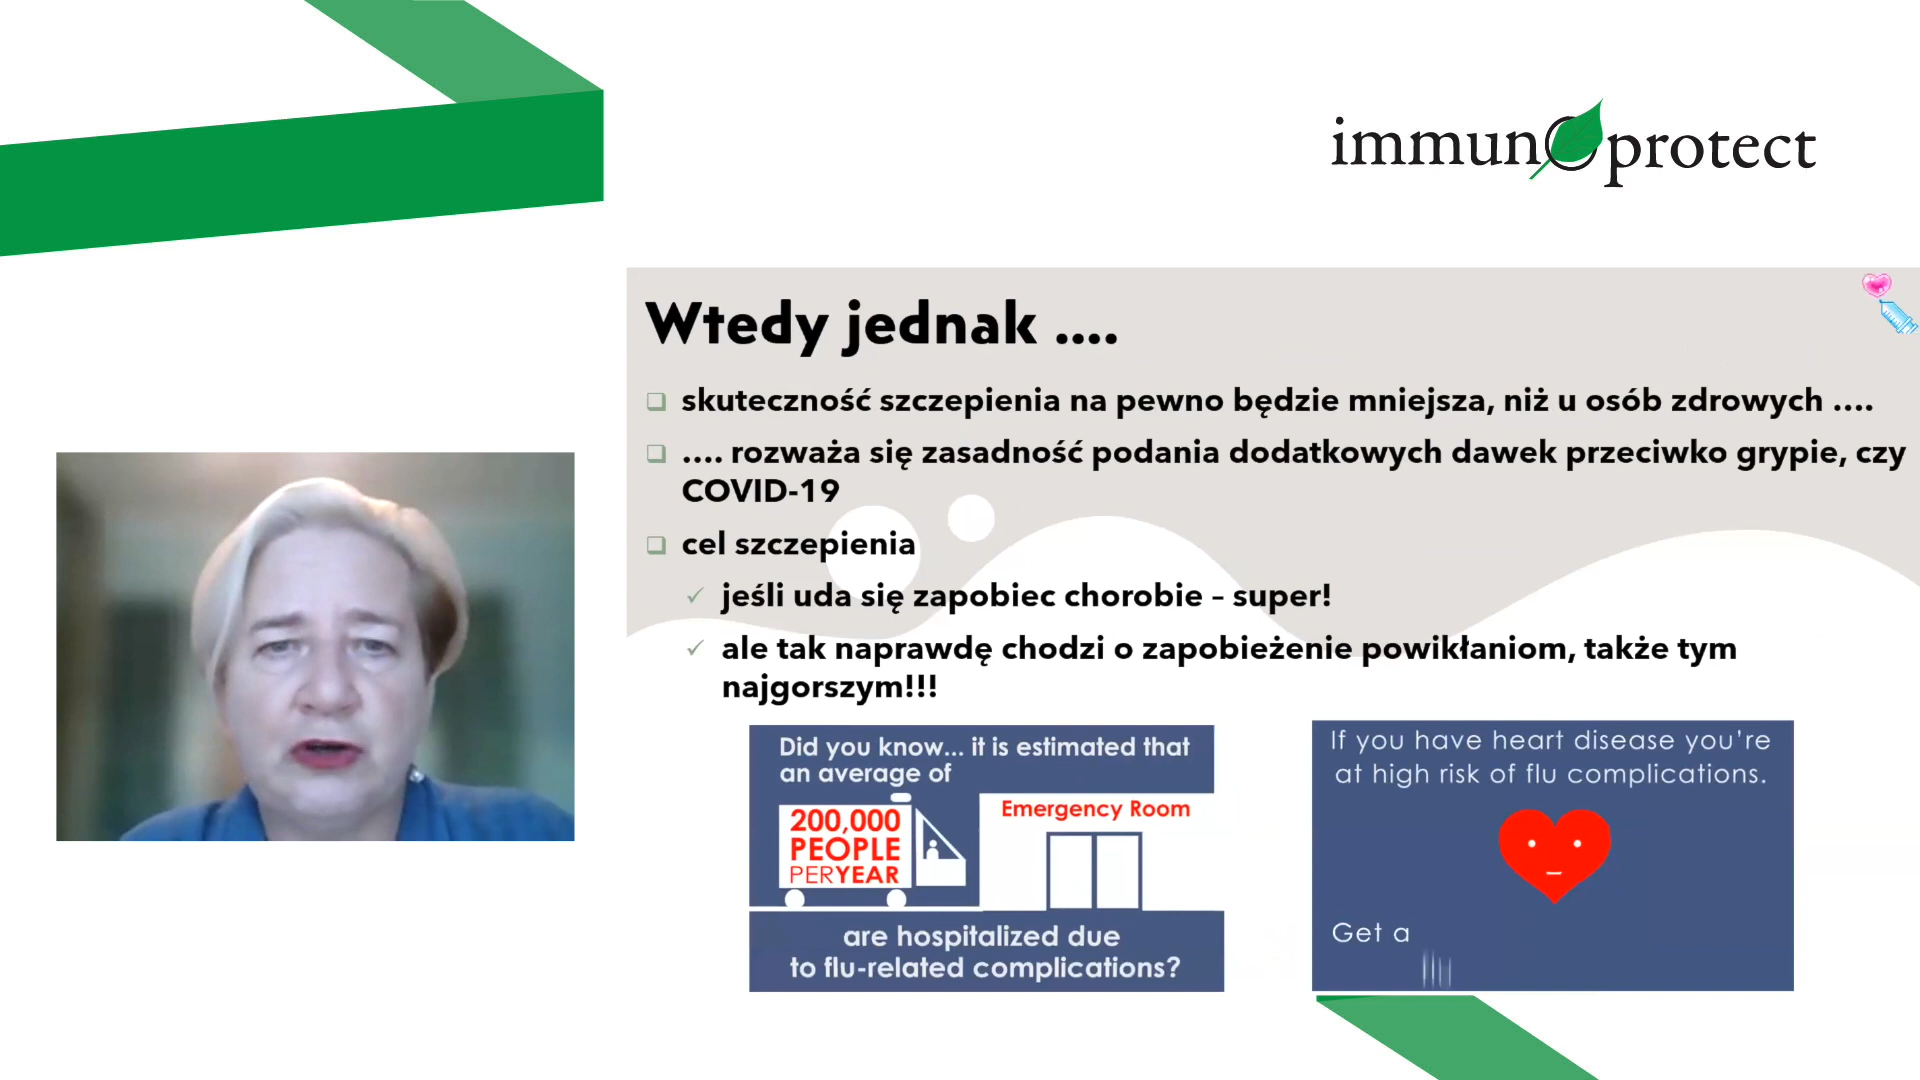 immunoprotect
Wtedy jednak ....
skuteczność szczepienia na pewno będzie mniejsza, niż u osób zdrowych ....
.... rozważa się zasadność podania dodatkowych dawek przeciwko grypie, czy
COVID-19
cel szczepienia
jeśli uda się zapobiec chorobie – super!
ale tak naprawdę chodzi o zapobieżenie powikłaniom, także tym
najgorszym!!!
Did you know... it is estimated that
an average of
200,000
PEOPLE
PER YEAR
Emergency Room
are hospitalized due
to flu-related complications?
If you have heart disease you're
at high risk of flu complications.
Get a